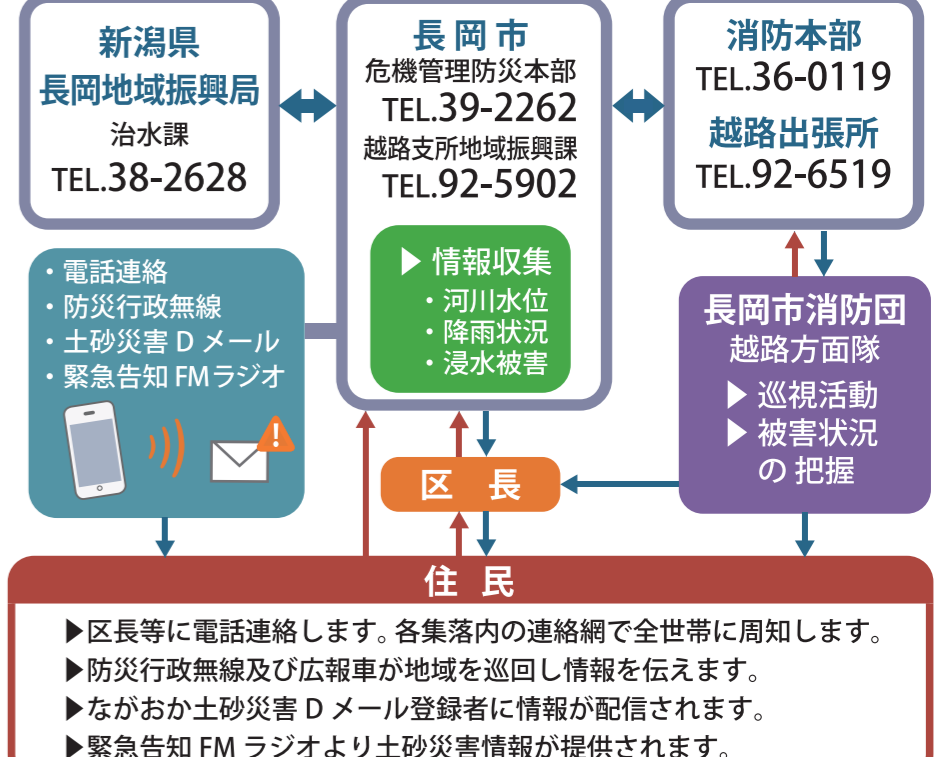 新潟県
長岡地域振興局
治水課
TEL.38-2628
長岡市
危機管理防災本部
TEL.39-2262
越路支所地域振興課
TEL.92-5902
▶情報収集
・河川水位
・降雨状況
・浸水被害
消防本部
TEL.36-0119
越路出張所
TEL.92-6519
・電話連絡
・防災行政無線
・土砂災害 D メール
・緊急告知 FMラジオ
!
長岡市消防団
越路方面隊
▶巡視活動
▶被害状況
の 把握
区 長
住 民
▶区長等に電話連絡します。各集落内の連絡網で全世帯に周知します。
▶防災行政無線及び広報車が地域を巡回し情報を伝えます。
▶ながおか土砂災害 D メール登録者に情報が配信されます。
▶緊急告知 FM ラジオより土砂災害情報が提供されます。